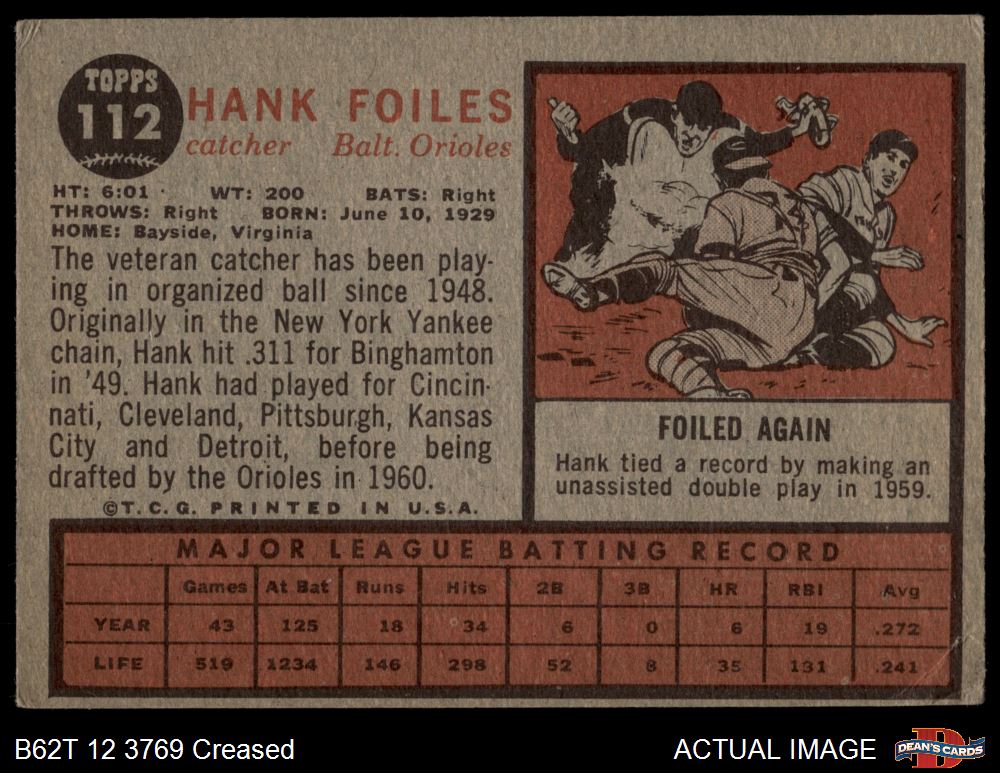 TOPPS
112
HANK FOILES
catcher Balt. Orioles
HT: 6:01 WT: 200 BATS: Right
THROWS: Right BORN: June 10, 1929
HOME: Bayside, Virginia
The veteran catcher has been play-
ing in organized ball since 1948.
Originally in the New York Yankee
chain, Hank hit .311 for Binghamton
in '49. Hank had played for Cincin-
nati, Cleveland, Pittsburgh, Kansas
City and Detroit, before being
drafted by the Orioles in 1960.
©T.C.G. PRINTED IN U.S.A.
14
FOILED AGAIN
Hank tied a record by making an
unassisted double play in 1959.
MAJOR LEAGUE BATTING RECORD
Games At Bat Runs Hits 2B 3B HR RBI Avg
YEAR 43 125 18 34 6 0 6 19 .272
LIFE 519 1234 146 298 52 8 35 131 .241
B62T 12 3769 Creased
ACTUAL IMAGE
DEAN'S CARDS